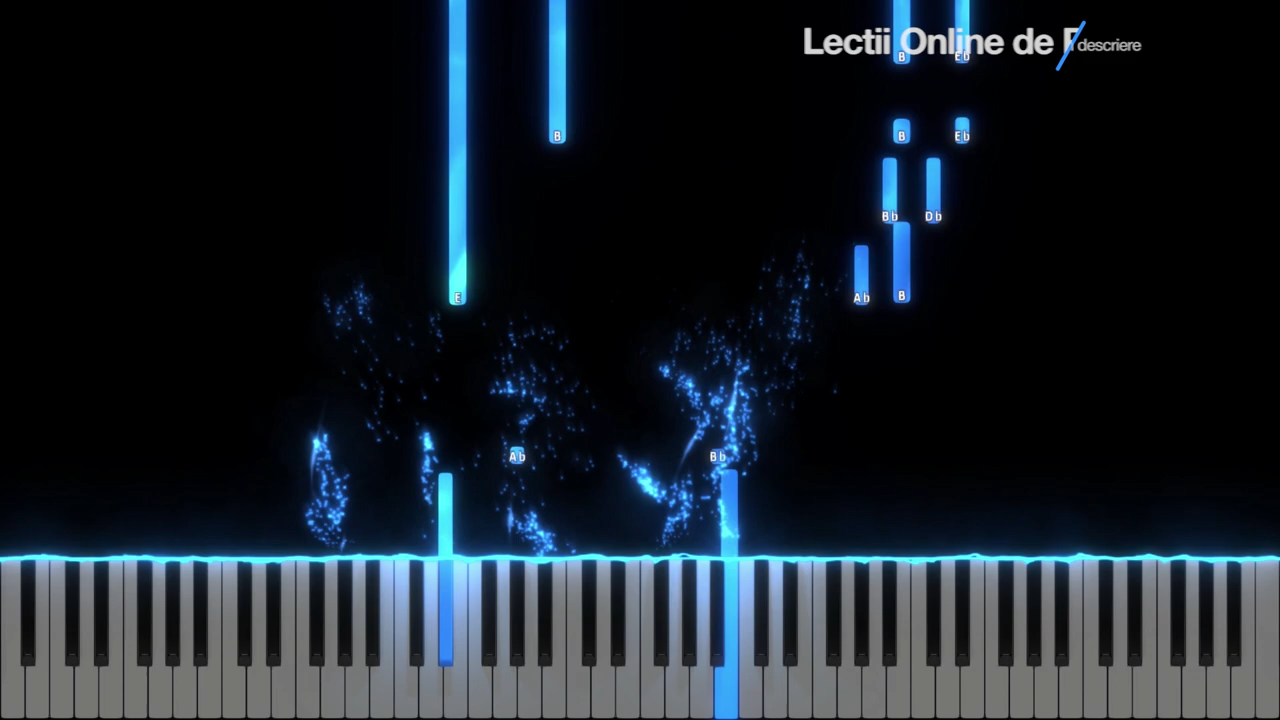 Lectii Online de
descriere
B Eb
B
B Eb
Bb Db
E Ab B
Ab Bb